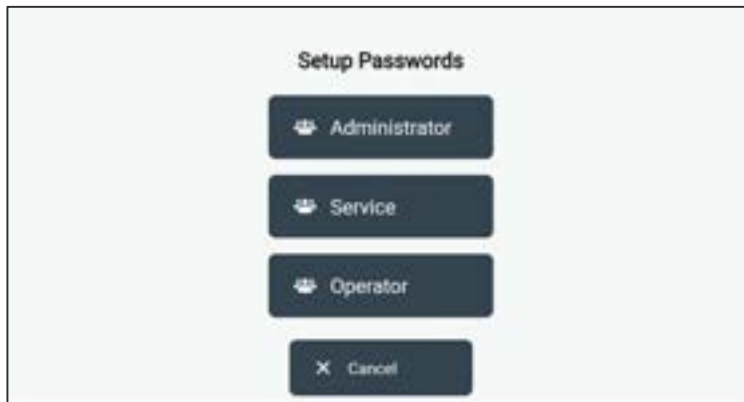 Setup Passwords
Administrator
Service
Operator
Cancel